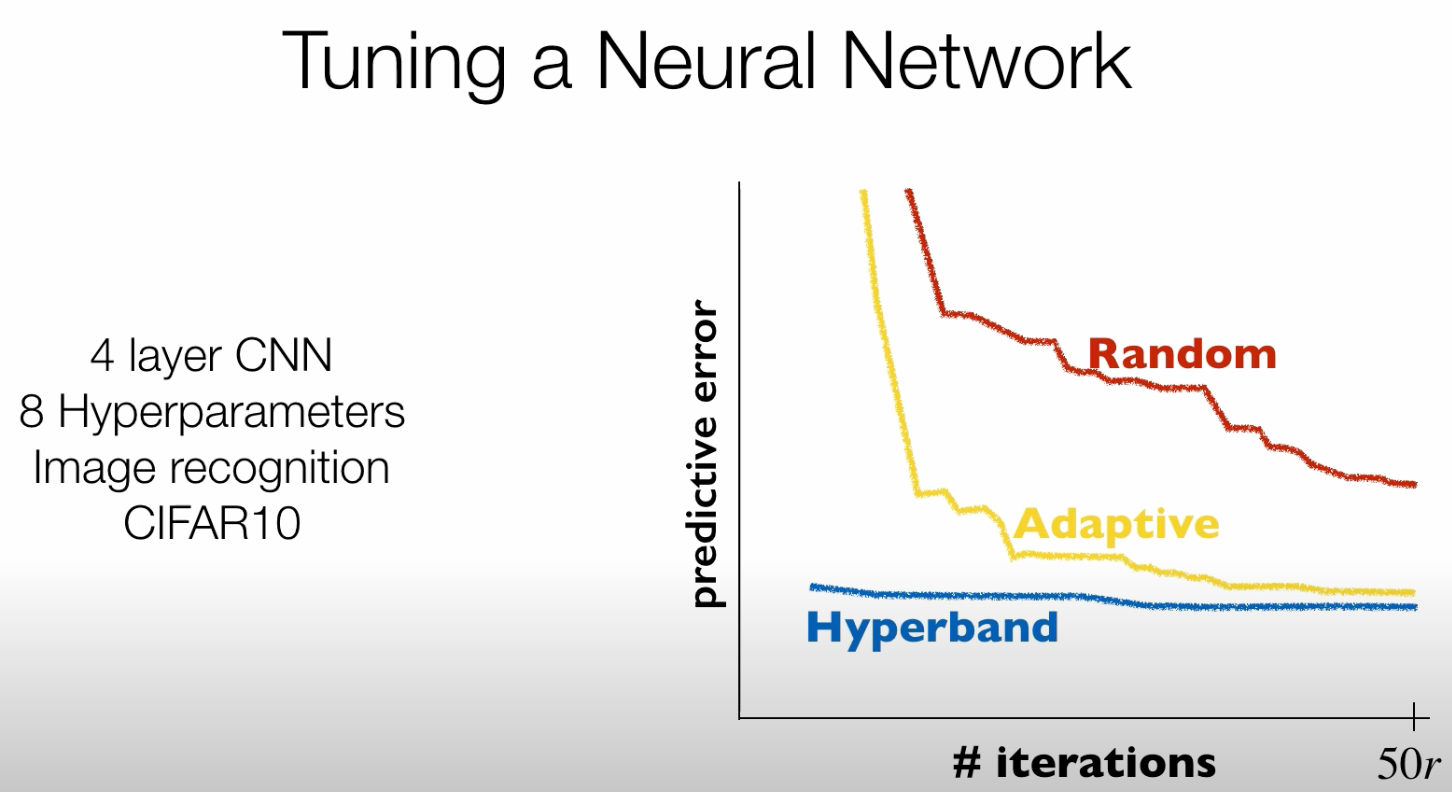 Tuning a Neural Network
4 layer CNN
8 Hyperparameters
Image recognition
CIFAR10
predictive error
Random
Adaptive
Hyperband
# iterations
50r